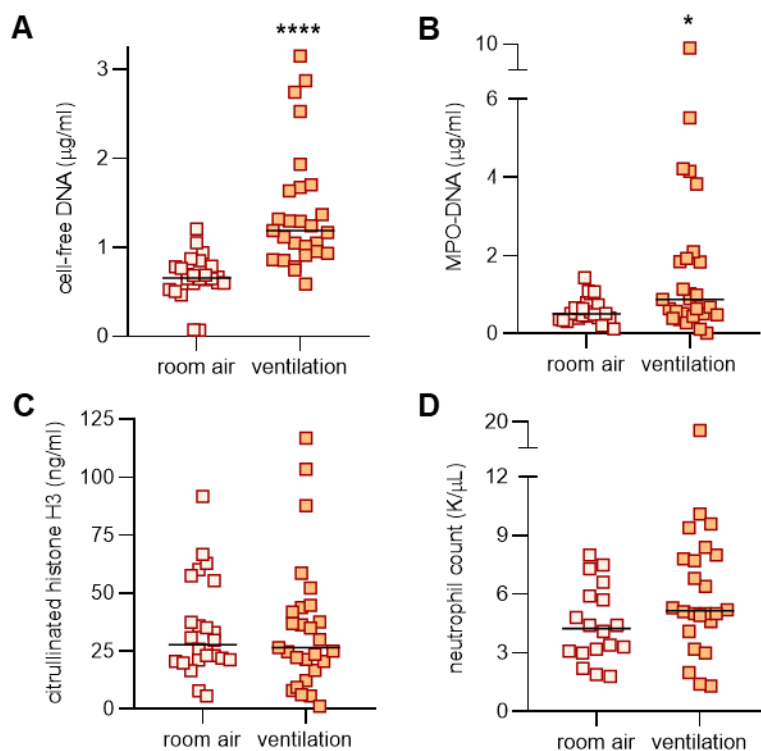 A
****
cell-free DNA (μg/ml)
3
2
1
0
room air
ventilation
B
*
MPO-DNA (μg/ml)
10
6
4
2
0
room air
ventilation
C
citrullinated histone H3 (ng/ml)
125
100
75
50
25
0
room air
ventilation
D
neutrophil count (K/μL)
20
12
9
6
3
0
room air
ventilation